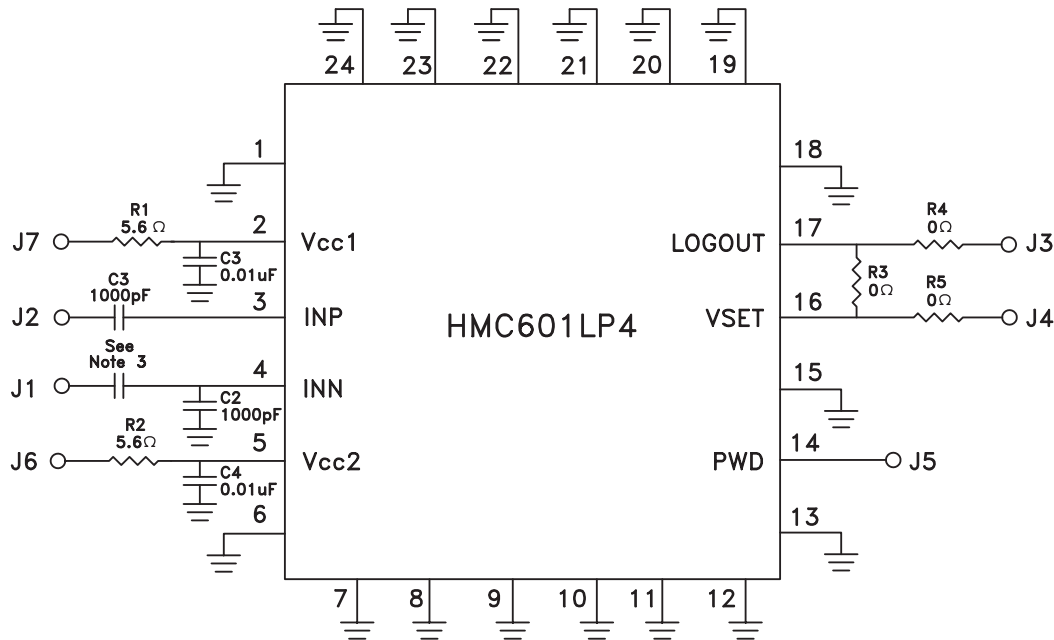 24 23 22 21 20 19
1
18
R1
5.6 Ω
2
J7
Vcc1
C3
0.01uF
LOGOUT
17
R4
0Ω
J3
C3
1000pF
3
J2
INP
HMC601LP4
VSET
16
R3
0Ω
R5
0Ω
J4
See
Note 3
4
J1
INN
C2
1000pF
15
R2
5.6Ω
5
J6
Vcc2
C4
0.01uF
PWD
14
J5
6
13
7 8 9 10 11 12